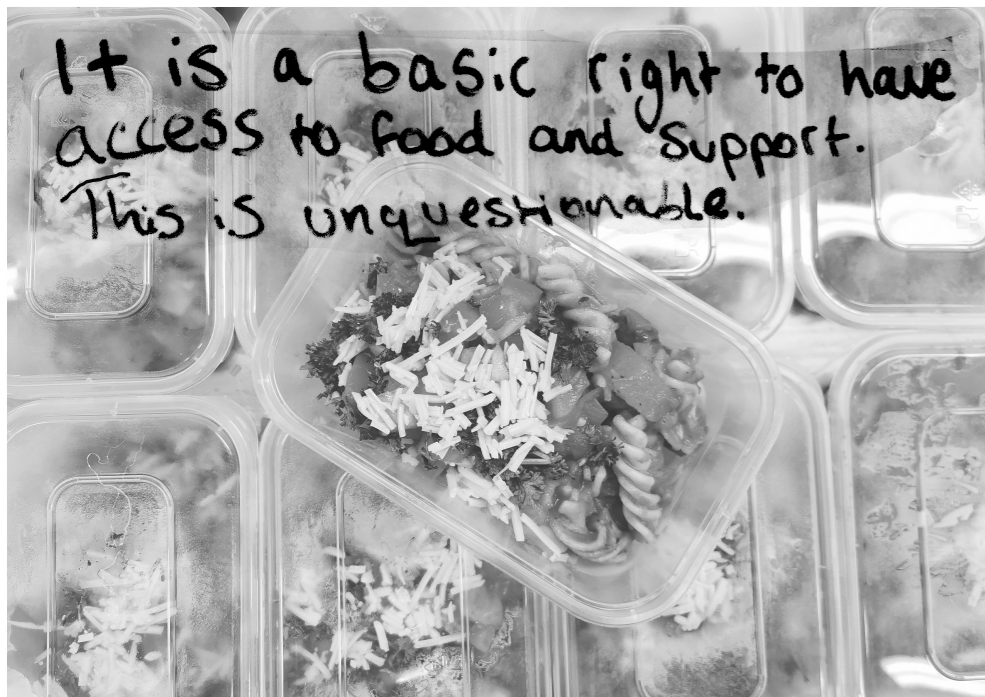 It is a basic right to have
access to food and support.
This is unquestionable.